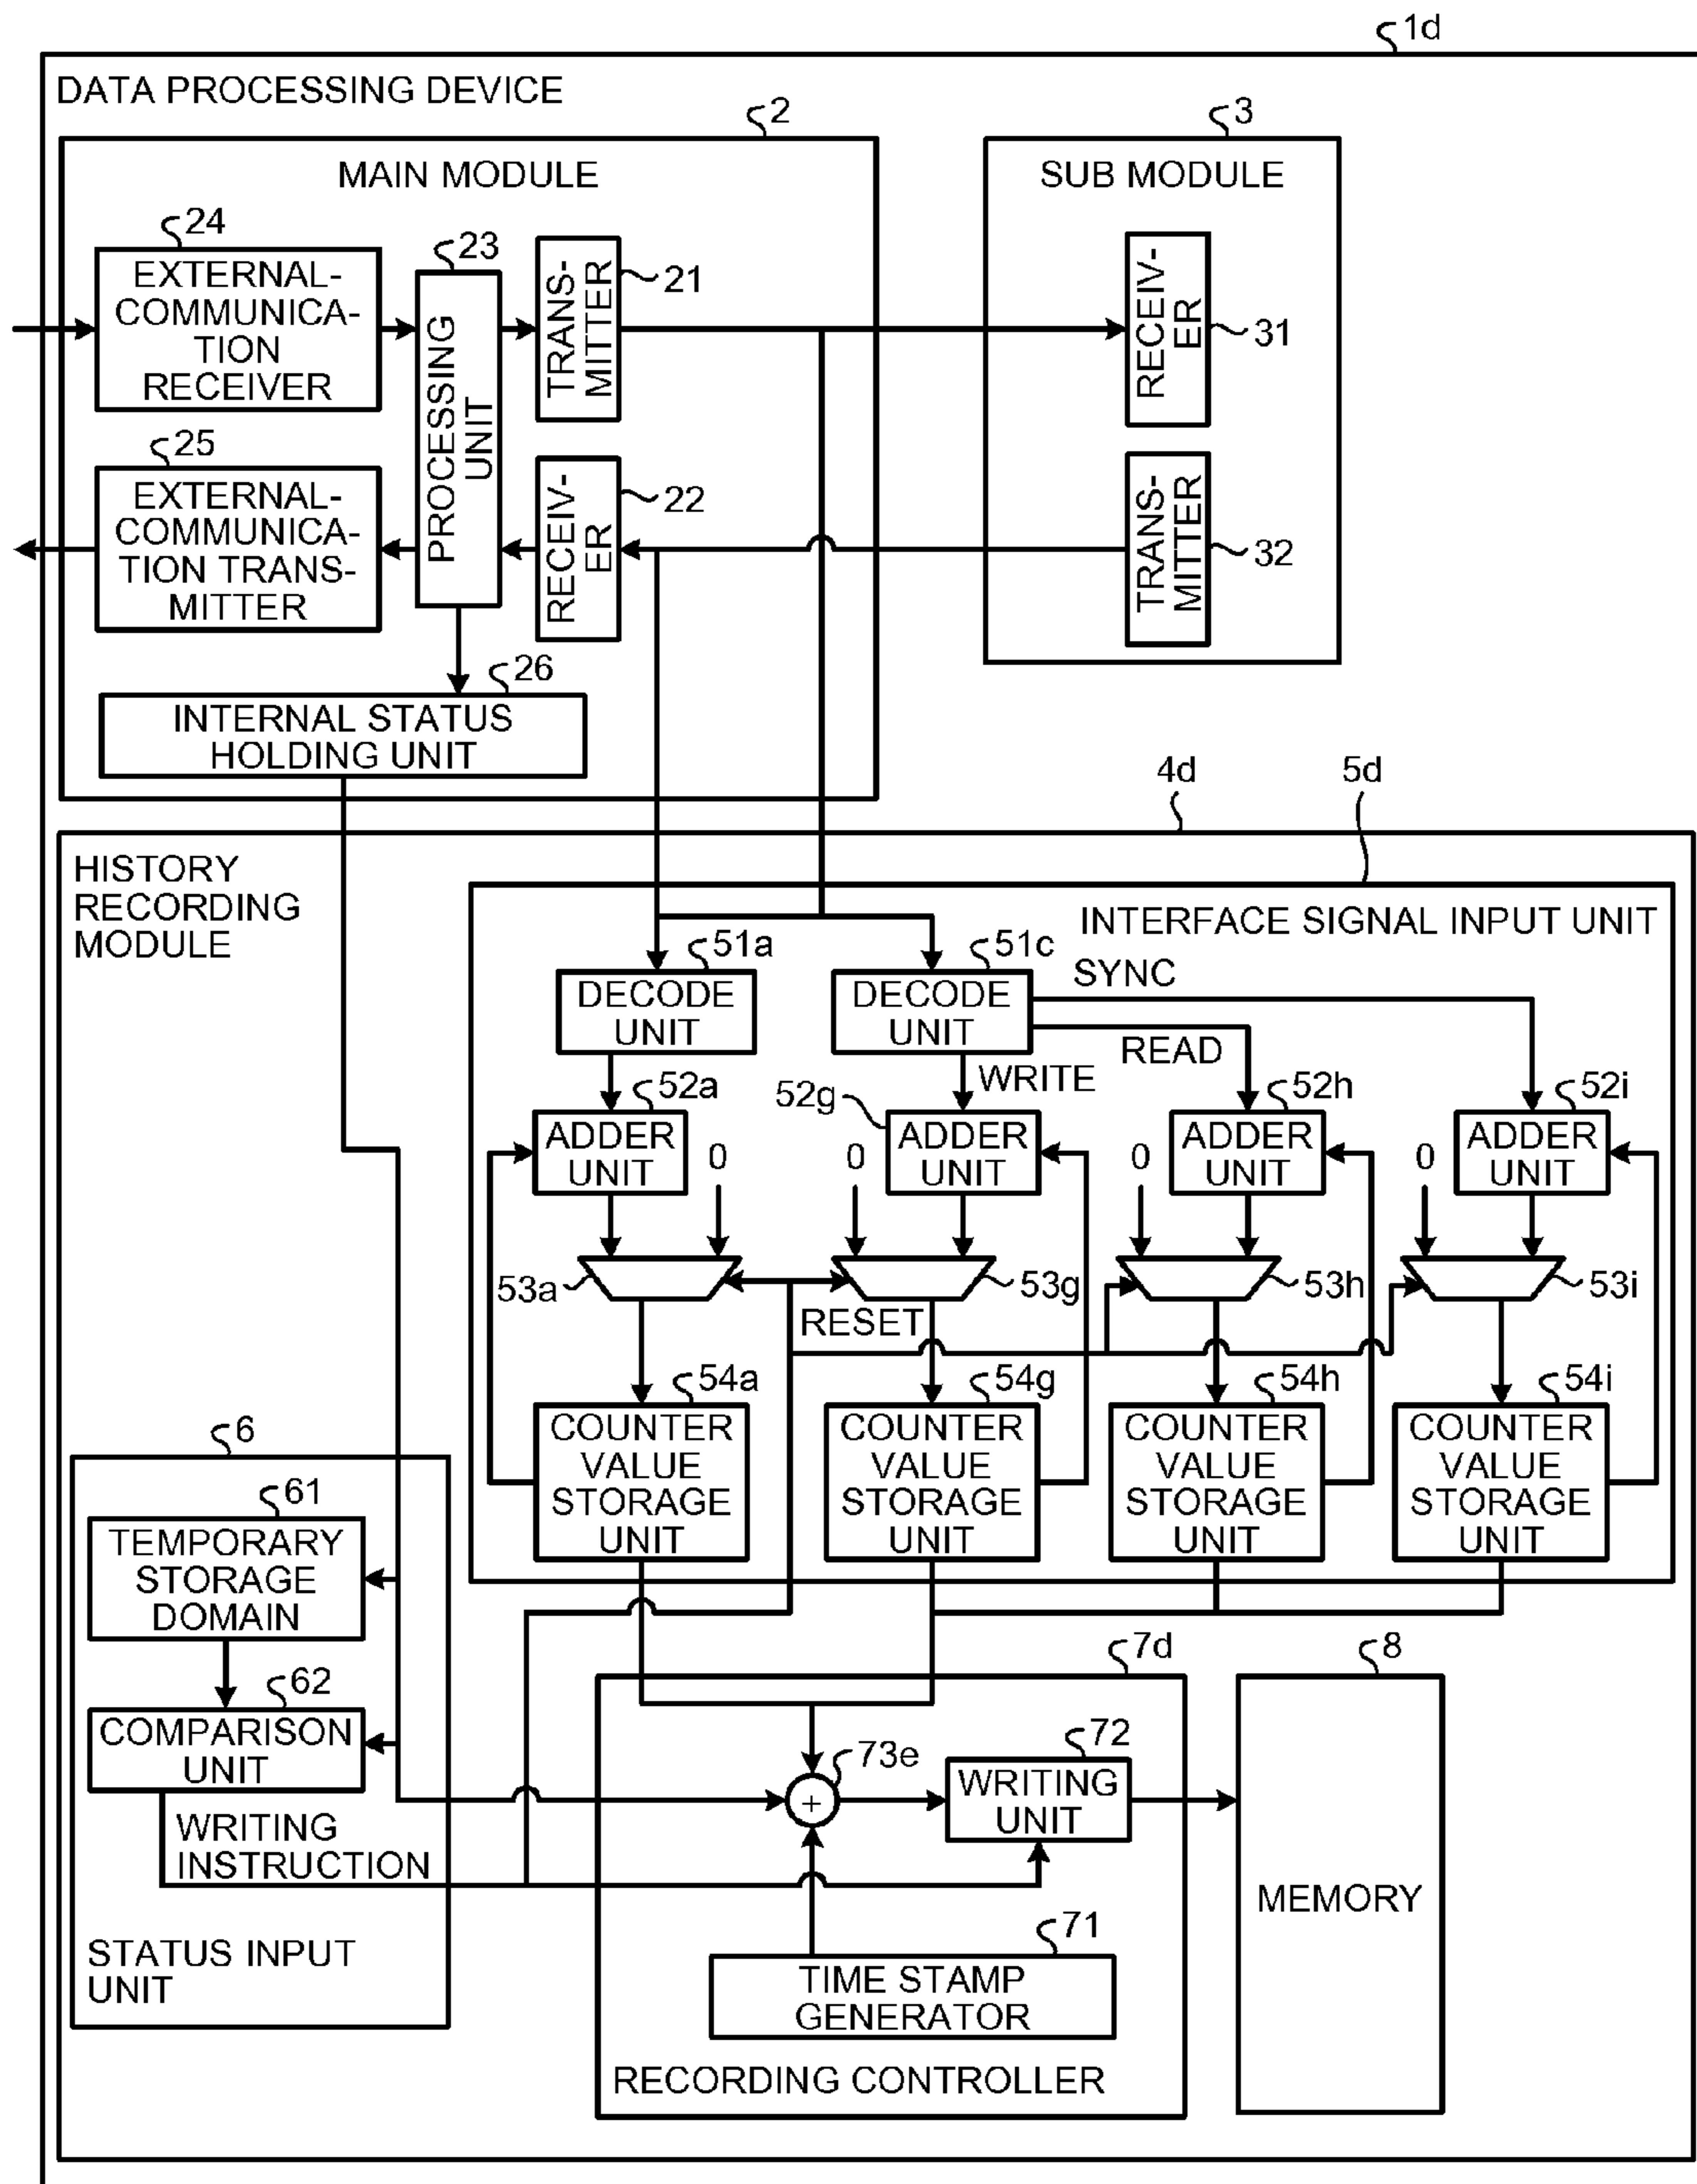 1d
DATA PROCESSING DEVICE
2
3
MAIN MODULE
SUB MODULE
24
EXTERNAL-
COMMUNICA-
TION
RECEIVER
23
PROCESSING
UNIT
21
TRANS-
MITTER
RECEIV-
ER
31
25
EXTERNAL-
COMMUNICA-
TION TRANS-
MITTER
22
RECEIV-
ER
TRANS-
MITTER
32
26
INTERNAL STATUS
HOLDING UNIT
4d
5d
HISTORY
RECORDING
MODULE
INTERFACE SIGNAL INPUT UNIT
51a
DECODE
UNIT
51c
DECODE
UNIT
SYNC
READ
WRITE
52a
ADDER
UNIT
0
52g
0
ADDER
UNIT
52h
0
ADDER
UNIT
52i
0
ADDER
UNIT
53a
53g
53h
53i
RESET
54a
COUNTER
VALUE
STORAGE
UNIT
54g
COUNTER
VALUE
STORAGE
UNIT
54h
COUNTER
VALUE
STORAGE
UNIT
54i
COUNTER
VALUE
STORAGE
UNIT
6
61
TEMPORARY
STORAGE
DOMAIN
62
COMPARISON
UNIT
WRITING
INSTRUCTION
STATUS INPUT
UNIT
7d
8
73e
+
72
WRITING
UNIT
MEMORY
71
TIME STAMP
GENERATOR
RECORDING CONTROLLER